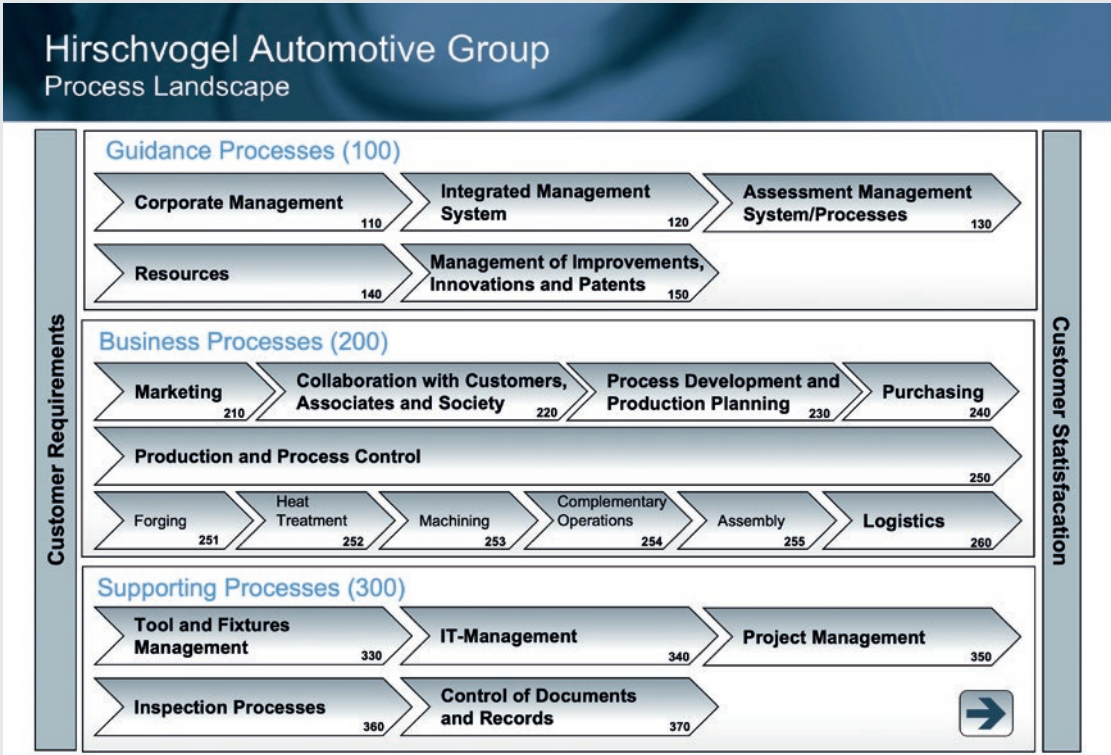 Hirschvogel Automotive Group
Process Landscape
Customer Requirements
Guidance Processes (100)
Corporate Management
110
Integrated Management
System
120
Assessment Management
System/Processes
130
Resources
140
Management of Improvements,
Innovations and Patents
150
Business Processes (200)
Marketing
210
Collaboration with Customers,
Associates and Society
220
Process Development and
Production Planning
230
Purchasing
240
Production and Process Control
250
Forging
251
Heat
Treatment
252
Machining
253
Complementary
Operations
254
Assembly
255
Logistics
260
Supporting Processes (300)
Tool and Fixtures
Management
330
IT-Management
340
Project Management
350
Inspection Processes
360
Control of Documents
and Records
370
Customer Statisfacation